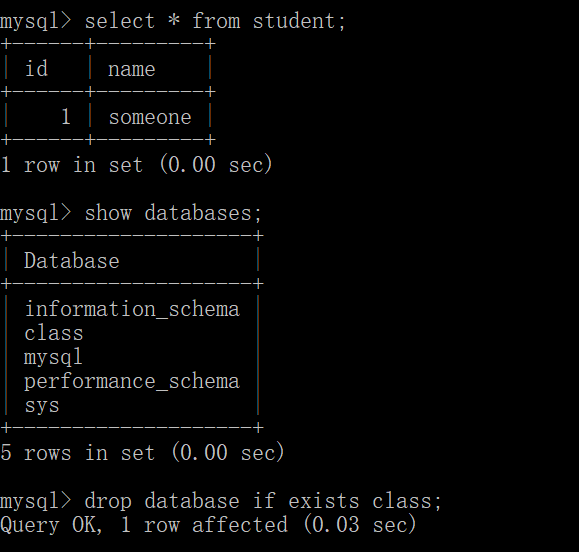 mysql> select * from student;
+------+---------+
| id   | name    |
+------+---------+
|    1 | someone |
+------+---------+
1 row in set (0.00 sec)
mysql> show databases;
+--------------------+
| Database           |
+--------------------+
| information_schema |
| class              |
| mysql              |
| performance_schema |
| sys                |
+--------------------+
5 rows in set (0.00 sec)
mysql> drop database if exists class;
Query OK, 1 row affected (0.03 sec)